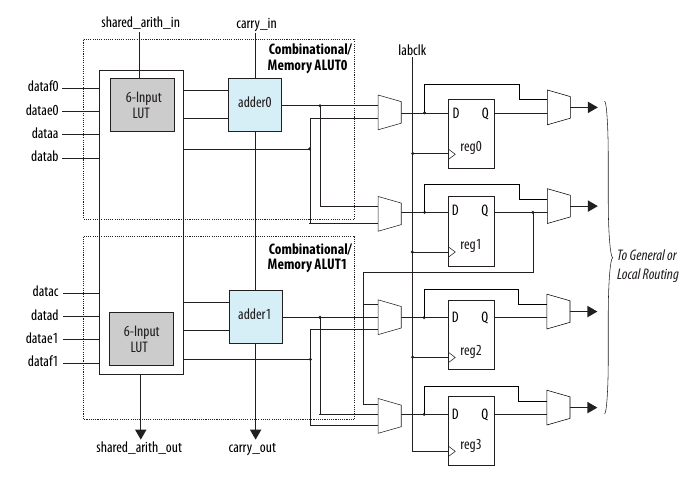 shared_arith_in
carry_in
labclk
Combinational/
Memory ALUT0
dataf0
datae0
dataa
datab
6-Input
LUT
adder0
D Q
reg0
D Q
reg1
Combinational/
Memory ALUT1
To General or
Local Routing
datac
datad
datae1
dataf1
6-Input
LUT
adder1
D Q
reg2
D Q
reg3
shared_arith_out
carry_out